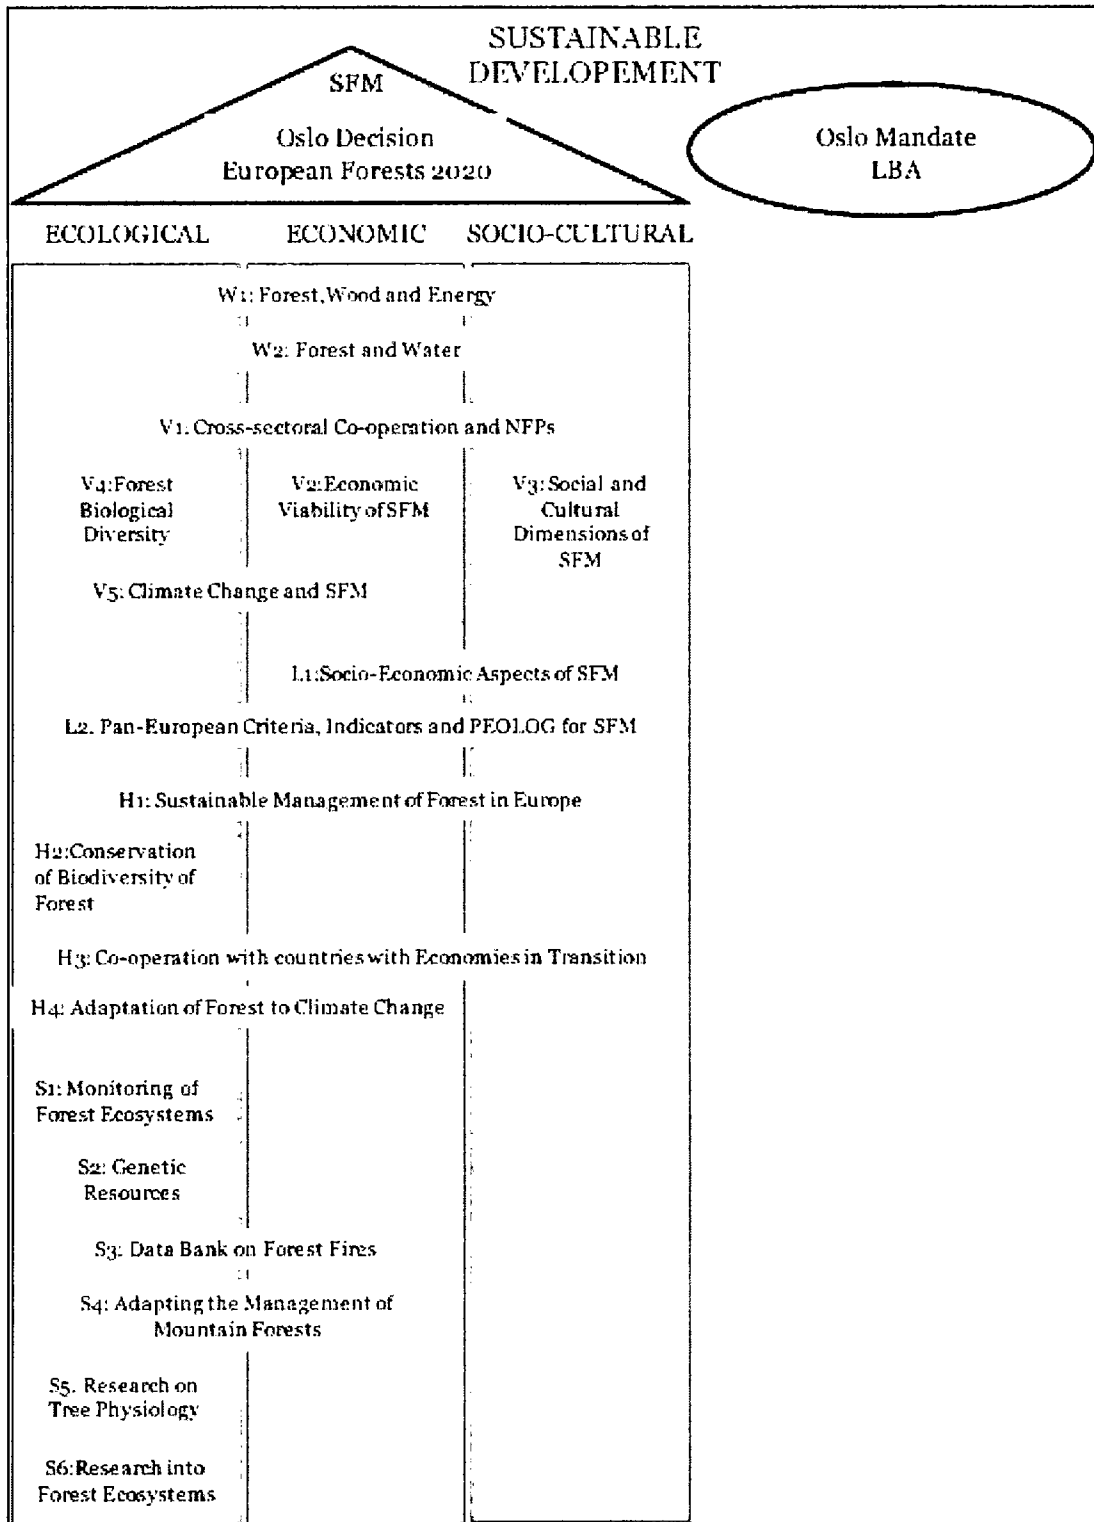 SUSTAINABLE
DEVELOPEMENT
SFM
Oslo Decision
European Forests 2020
Oslo Mandate
LBA
ECOLOGICAL
ECONOMIC
SOCIO-CULTURAL
W1: Forest, Wood and Energy
W2: Forest and Water
V1: Cross-sectoral Co-operation and NFPs
V4:Forest
Biological
Diversity
V2:Economic
Viability of SFM
V3:Social and
Cultural
Dimensions of
SFM
V5: Climate Change and SFM
L1:Socio-Economic Aspects of SFM
L2. Pan-European Criteria, Indicators and PEOLOG for SFM
H1: Sustainable Management of Forest in Europe
H2:Conservation
of Biodiversity of
Forest
H3: Co-operation with countries with Economies in Transition
H4: Adaptation of Forest to Climate Change
S1: Monitoring of
Forest Ecosystems
S2: Genetic
Resources
S3: Data Bank on Forest Fires
S4: Adapting the Management of
Mountain Forests
S5. Research on
Tree Physiology
S6:Research into
Forest Ecosystems